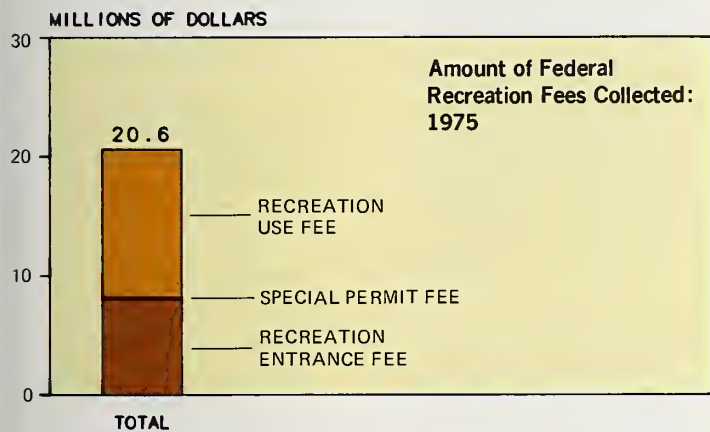 MILLIONS OF DOLLARS
30
Amount of Federal
Recreation Fees Collected:
1975
20.6
20
RECREATION
USE FEE
10
SPECIAL PERMIT FEE
RECREATION
ENTRANCE FEE
0
TOTAL